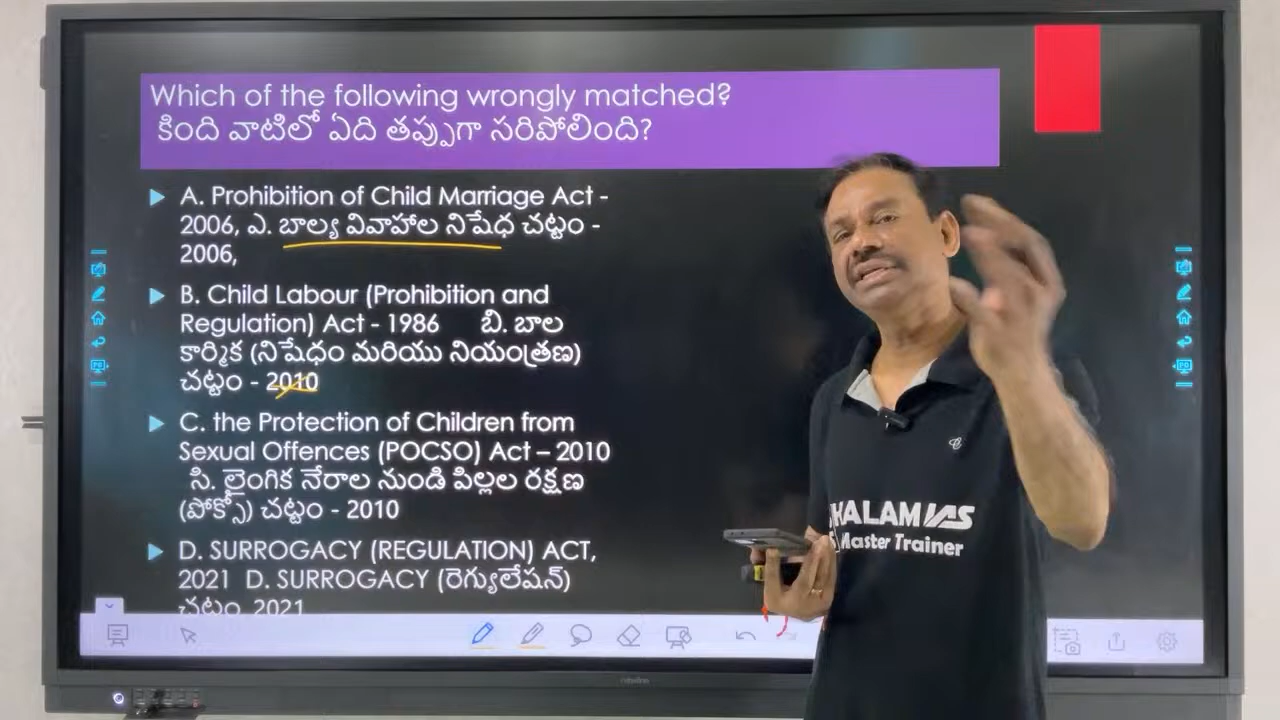 Which of the following wrongly matched?
కింది వాటిలో ఏది తప్పుగా సరిపోలింది?
A. Prohibition of Child Marriage Act -
2006, ఎ. బాల్య వివాహాల నిషేధ చట్టం -
2006,
B. Child Labour (Prohibition and
Regulation) Act - 1986 బి. బాల
కార్మిక (నిషేధం మరియు నియంత్రణ)
చట్టం - 2010
C. the Protection of Children from
Sexual Offences (POCSO) Act – 2010
సి. లైంగిక నేరాల నుండి పిల్లల రక్షణ
(పోక్సో) చట్టం - 2010
D. SURROGACY (REGULATION) ACT,
2021 D. SURROGACY (రెగ్యులేషన్)
చట్టం, 2021
HALAM IAS
Master Trainer